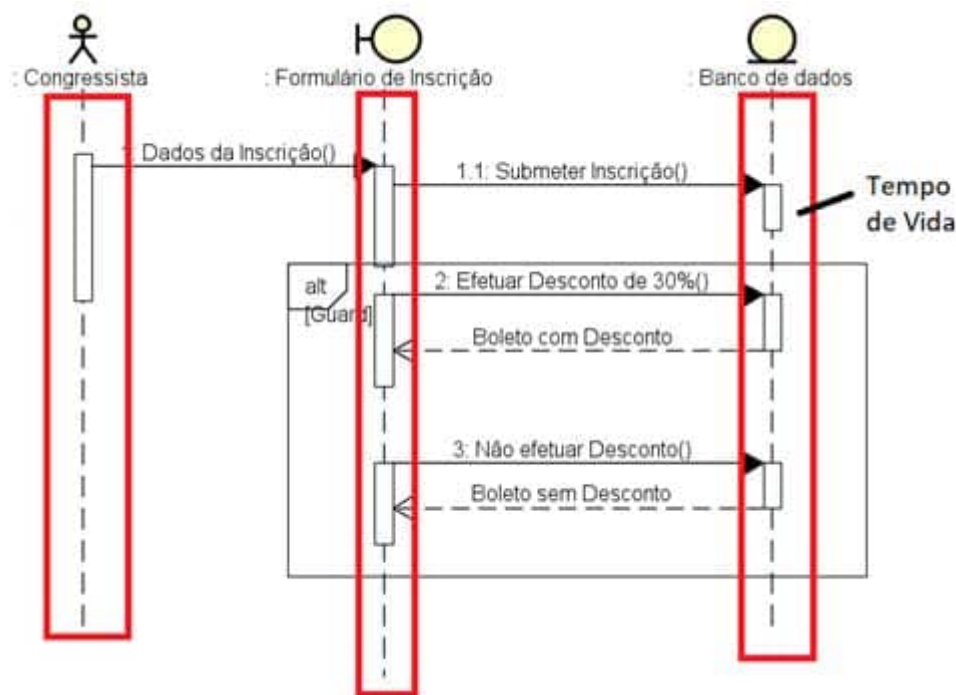 : Congressista
: Formulário de Inscrição
: Banco de dados
1: Dados da Inscrição()
1.1: Submeter Inscrição()
Tempo
de Vida
alt
[Guard]
2: Efetuar Desconto de 30%()
Boleto com Desconto
3: Não efetuar Desconto()
Boleto sem Desconto